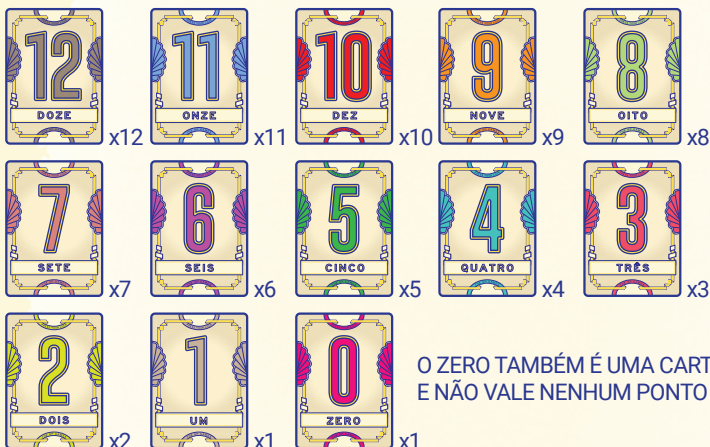 12 11 10 9 8
DOZE ONZE DEZ NOVE OITO
x12 x11 x10 x9 x8
7 6 5 4 3
SETE SEIS CINCO QUATRO TRÊS
x7 x6 x5 x4 x3
2 1 0
O ZERO TAMBÉM É UMA CART
E NÃO VALE NENHUM PONTO
DOIS UM ZERO
x2 x1 x1